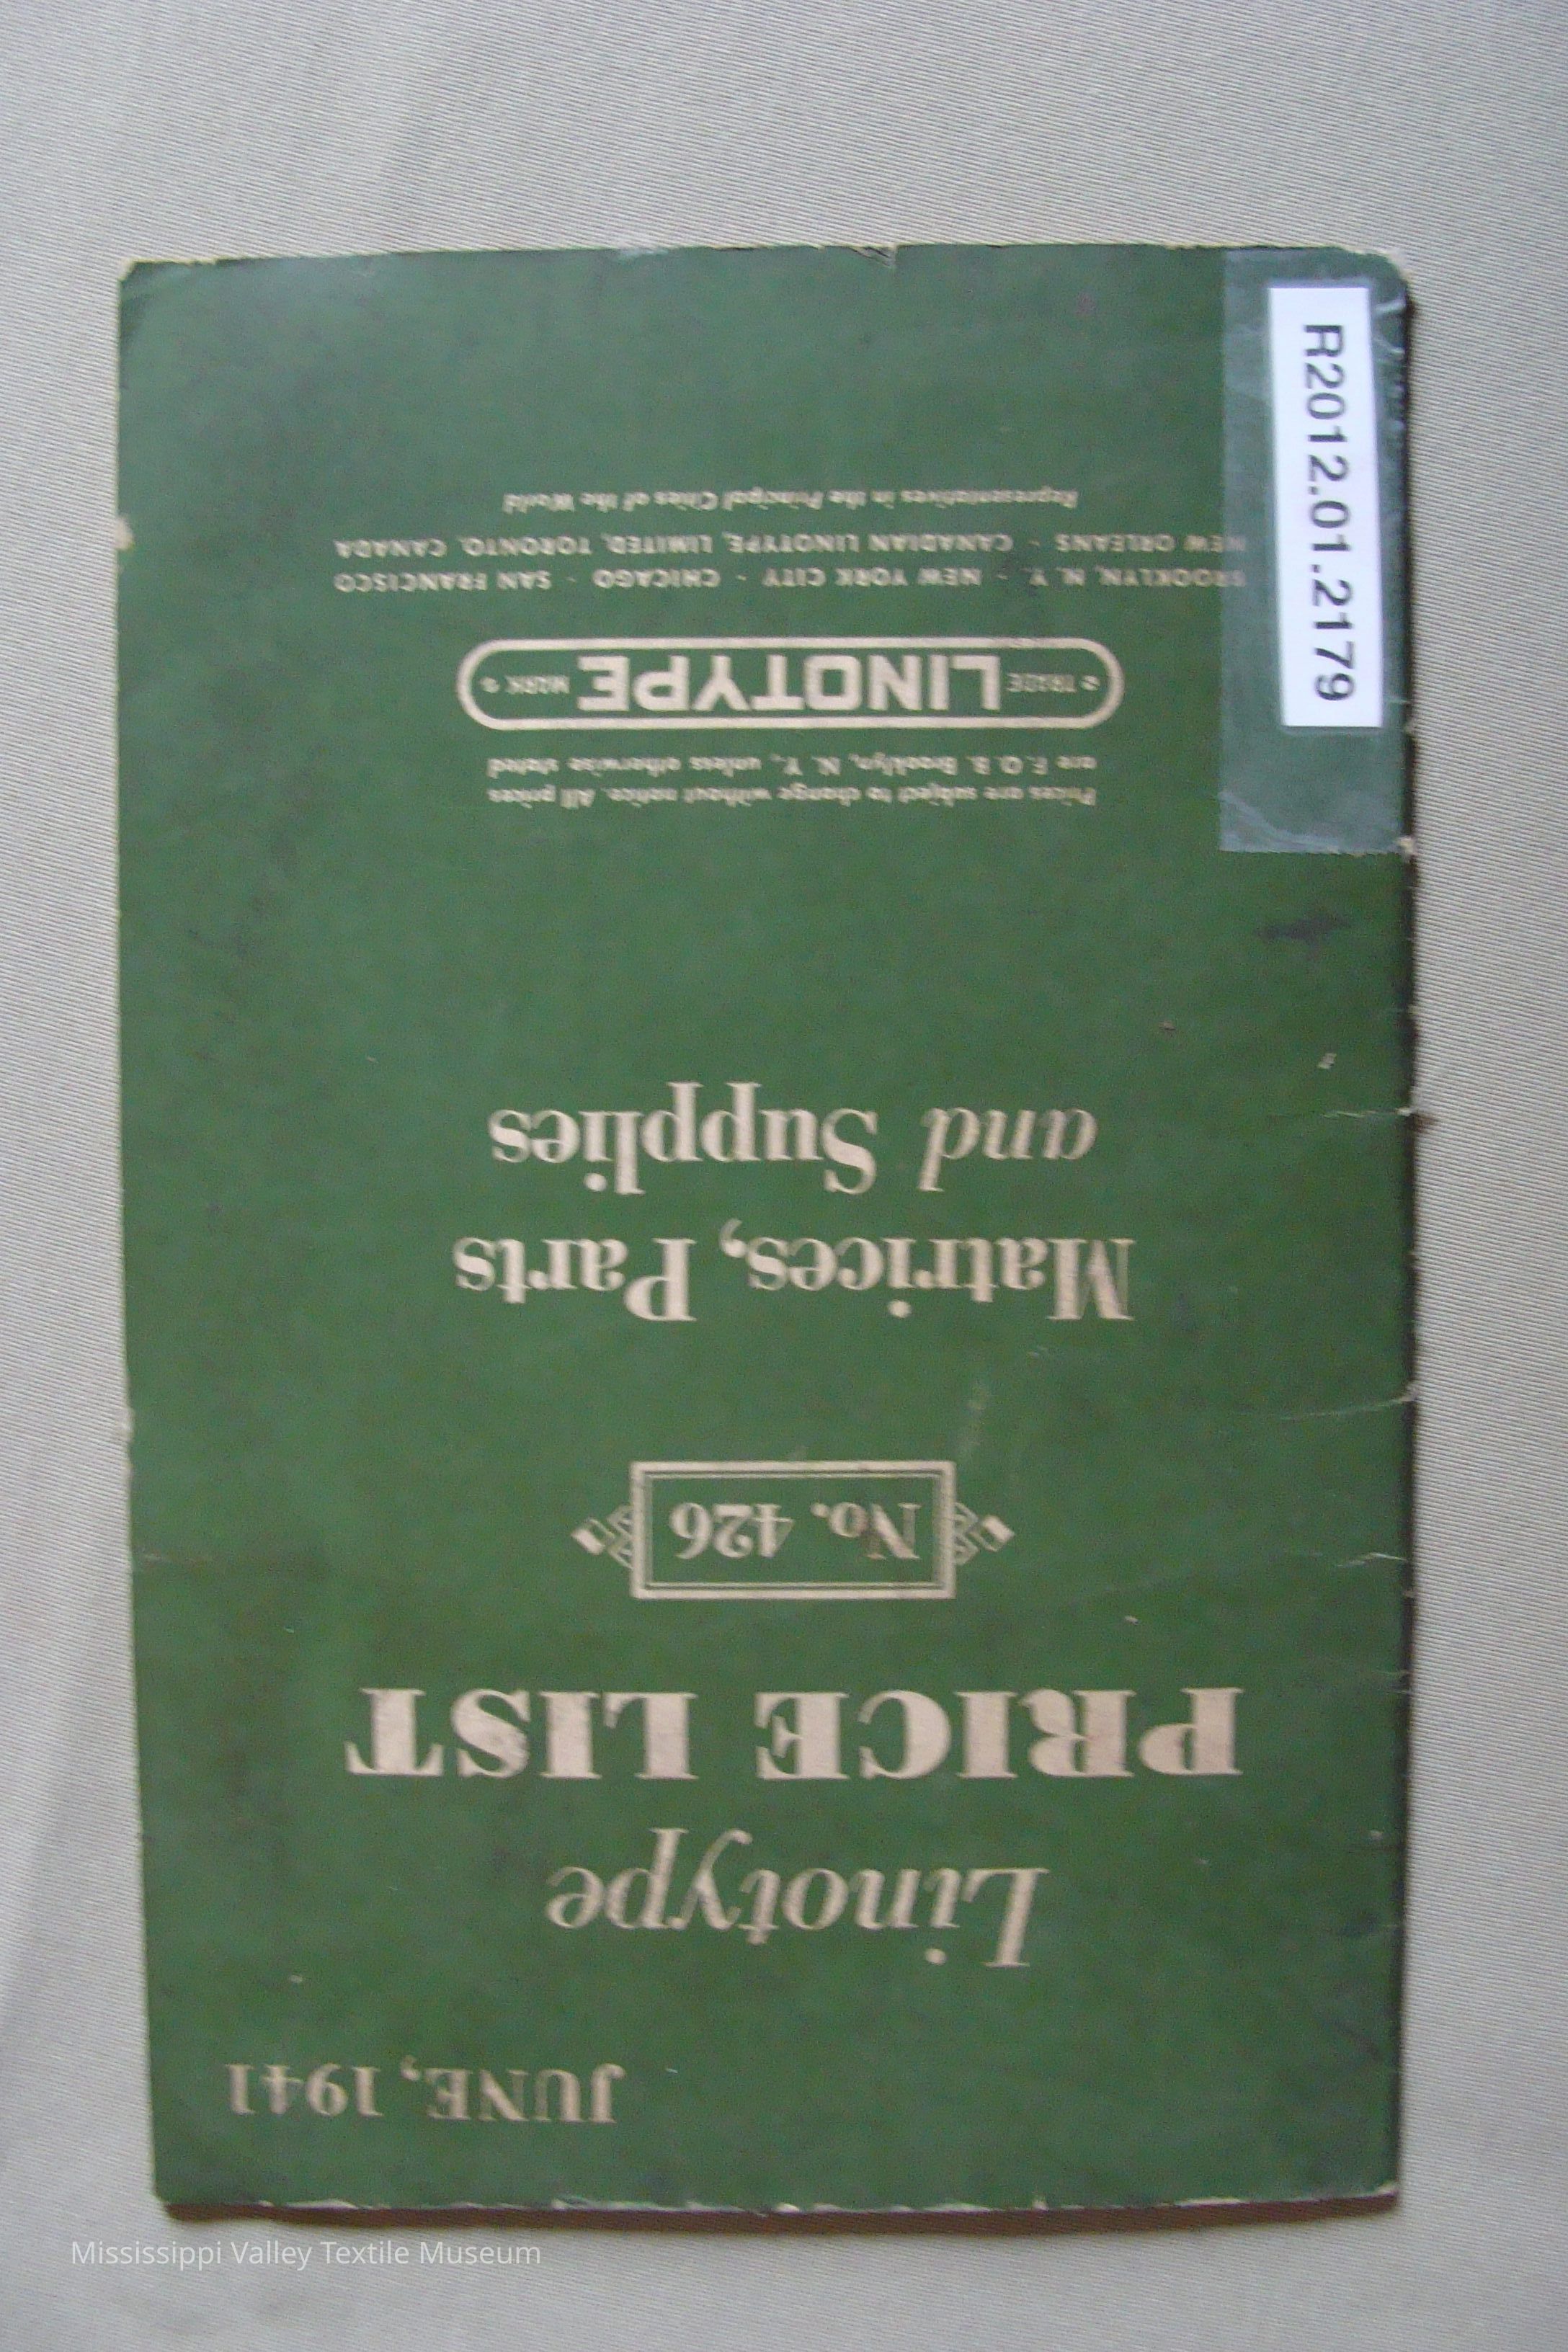 JUNE, 1941
Linotype
PRICE LIST
No. 426
Matrices, Parts
and Supplies
Prices are subject to change without notice. All prices
are F. O. B. Brooklyn, N. Y., unless otherwise stated
TRADE LINOTYPE MARK
BROOKLYN, N. Y. · NEW YORK CITY · CHICAGO · SAN FRANCISCO
NEW ORLEANS · CANADIAN LINOTYPE, LIMITED, TORONTO, CANADA
Representatives in the Principal Cities of the World
R2012.01.2179
Mississippi Valley Textile Museum